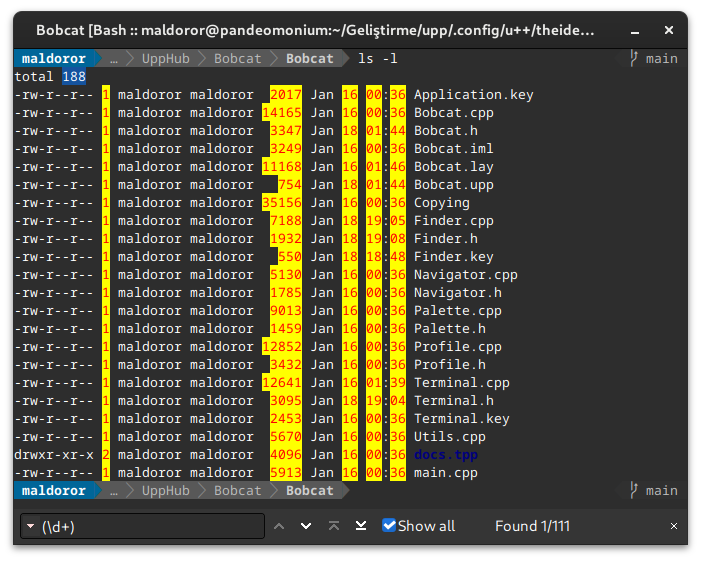 Bobcat [Bash :: maldoror@pandeomonium:~/Geliştirme/upp/.config/u++/theide…
maldoror … UppHub Bobcat Bobcat ls -l main
total 188
-rw-r--r-- 1 maldoror maldoror 2017 Jan 16 00:36 Application.key
-rw-r--r-- 1 maldoror maldoror 14165 Jan 16 00:36 Bobcat.cpp
-rw-r--r-- 1 maldoror maldoror 3347 Jan 18 01:44 Bobcat.h
-rw-r--r-- 1 maldoror maldoror 3249 Jan 16 00:36 Bobcat.iml
-rw-r--r-- 1 maldoror maldoror 11168 Jan 16 01:46 Bobcat.lay
-rw-r--r-- 1 maldoror maldoror 754 Jan 18 01:44 Bobcat.upp
-rw-r--r-- 1 maldoror maldoror 35156 Jan 16 00:36 Copying
-rw-r--r-- 1 maldoror maldoror 7188 Jan 18 19:05 Finder.cpp
-rw-r--r-- 1 maldoror maldoror 1932 Jan 18 19:08 Finder.h
-rw-r--r-- 1 maldoror maldoror 550 Jan 18 18:48 Finder.key
-rw-r--r-- 1 maldoror maldoror 5130 Jan 16 00:36 Navigator.cpp
-rw-r--r-- 1 maldoror maldoror 1785 Jan 16 00:36 Navigator.h
-rw-r--r-- 1 maldoror maldoror 9013 Jan 16 00:36 Palette.cpp
-rw-r--r-- 1 maldoror maldoror 1459 Jan 16 00:36 Palette.h
-rw-r--r-- 1 maldoror maldoror 12852 Jan 16 00:36 Profile.cpp
-rw-r--r-- 1 maldoror maldoror 3432 Jan 16 00:36 Profile.h
-rw-r--r-- 1 maldoror maldoror 12641 Jan 16 01:39 Terminal.cpp
-rw-r--r-- 1 maldoror maldoror 3095 Jan 18 19:04 Terminal.h
-rw-r--r-- 1 maldoror maldoror 2453 Jan 16 00:36 Terminal.key
-rw-r--r-- 1 maldoror maldoror 5670 Jan 16 00:36 Utils.cpp
drwxr-xr-x 2 maldoror maldoror 4096 Jan 16 00:36 docs.tpp
-rw-r--r-- 1 maldoror maldoror 5913 Jan 16 00:36 main.cpp
maldoror … UppHub Bobcat Bobcat main
(\d+) Show all Found 1/111